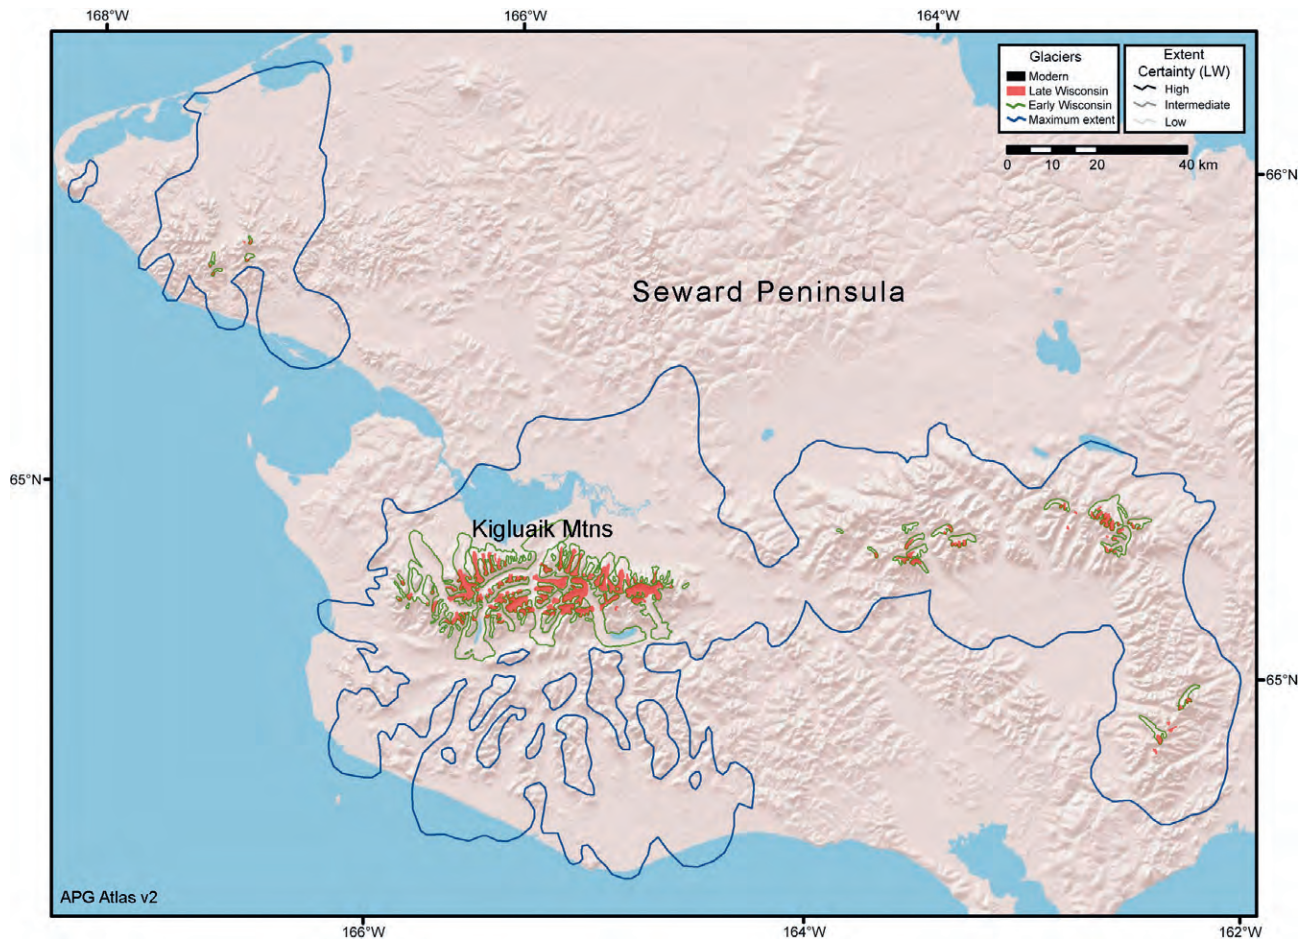 168°W
166°W
164°W
Glaciers
Modern
Late Wisconsin
Early Wisconsin
Maximum extent
Extent
Certainty (LW)
High
Intermediate
Low
0 10 20 40 km
66°N
Seward Peninsula
65°N
Kigluaik Mtns
65°N
APG Atlas v2
166°W
164°W
162°W